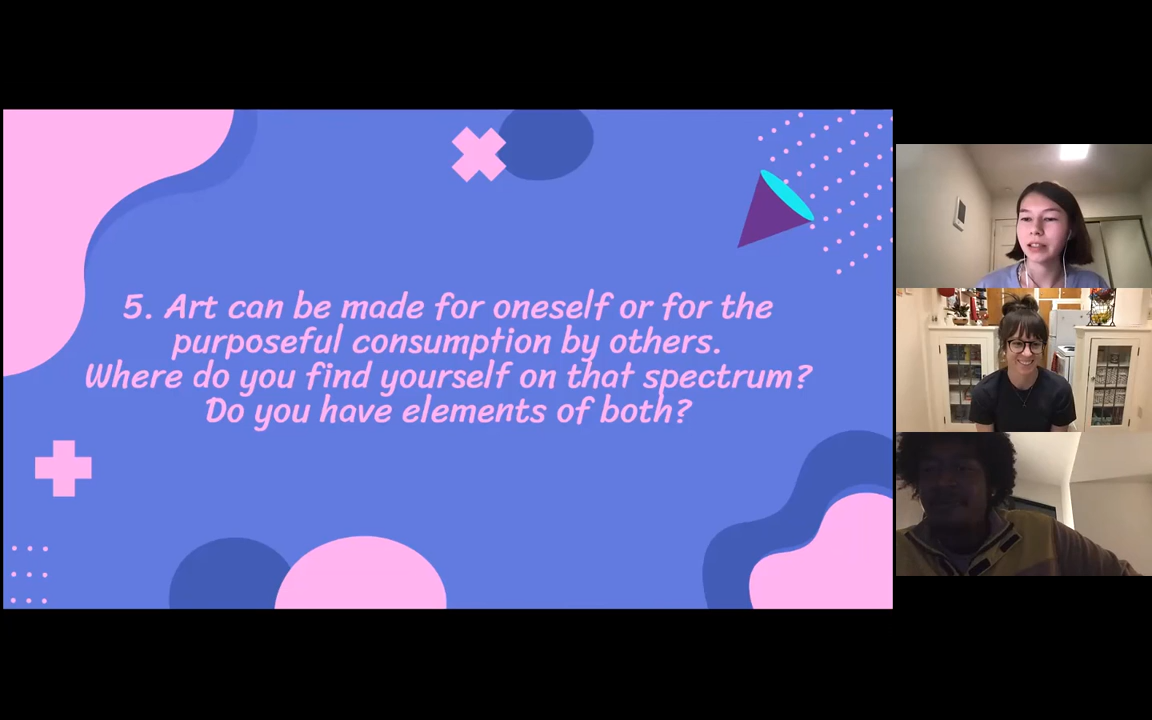 5. Art can be made for oneself or for the
purposeful consumption by others.
Where do you find yourself on that spectrum?
Do you have elements of both?